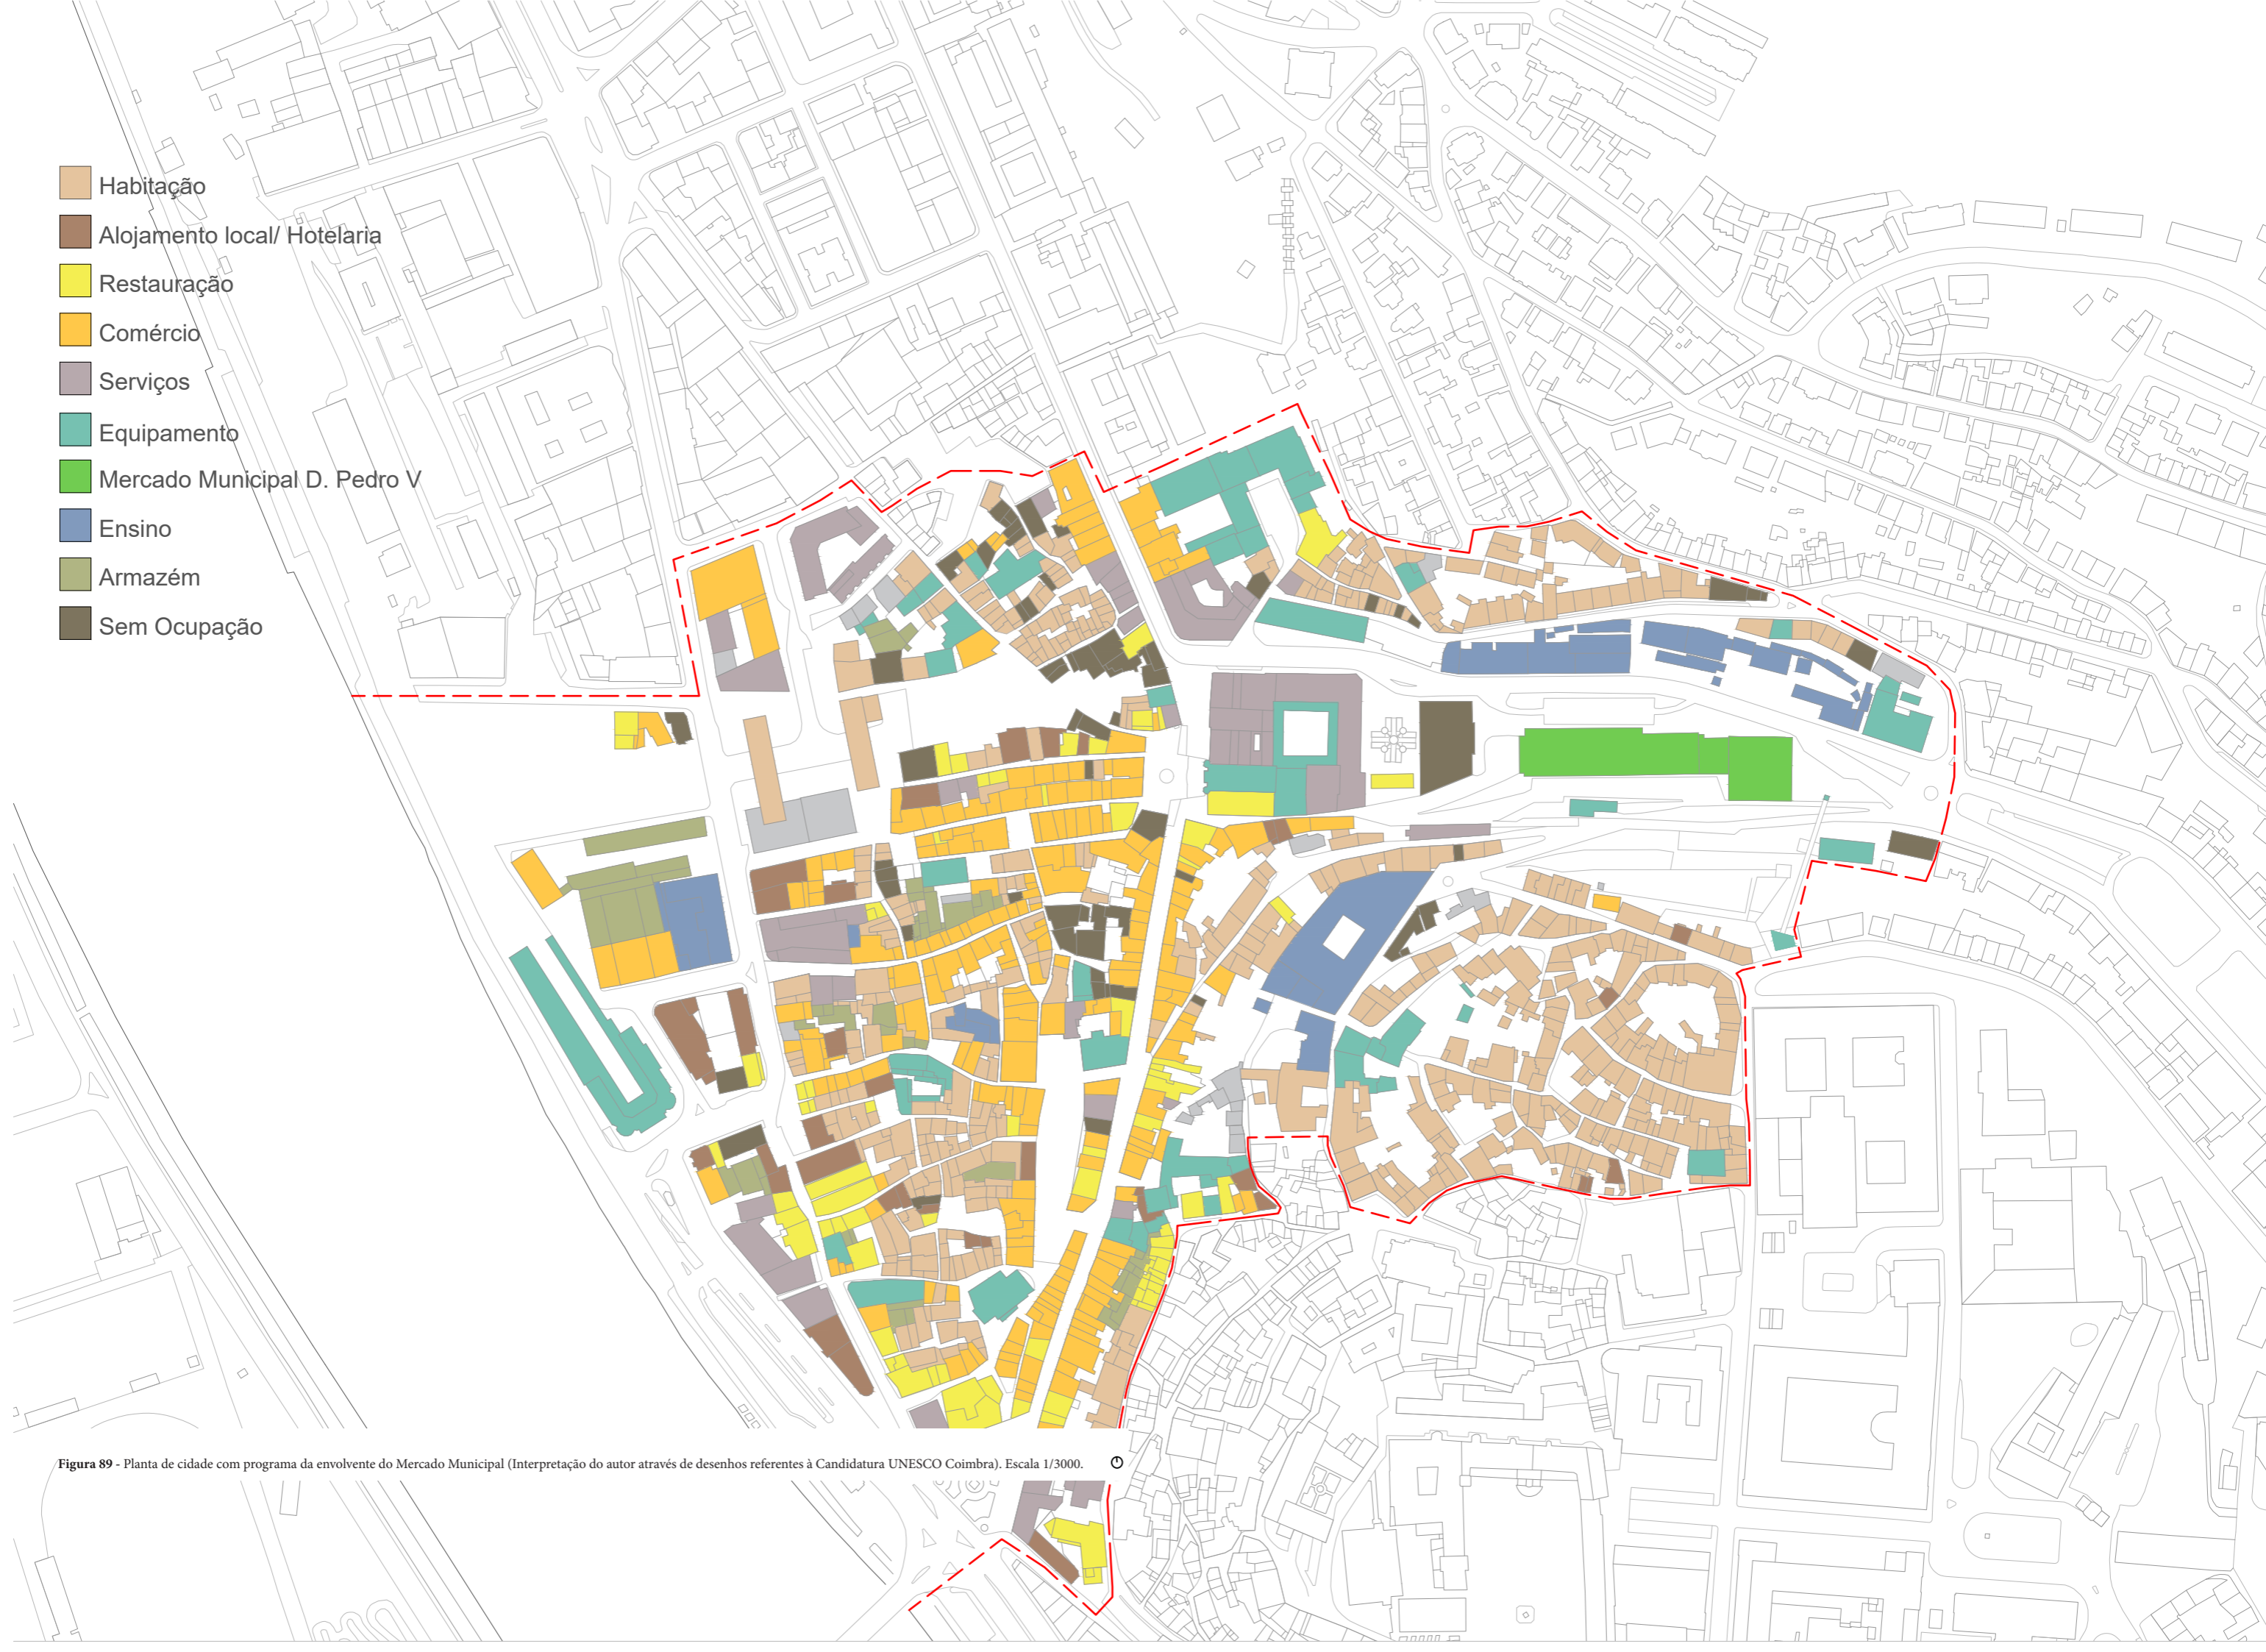 Habitação
Alojamento local/ Hotelaria
Restauração
Comércio
Serviços
Equipamento
Mercado Municipal D. Pedro V
Ensino
Armazém
Sem Ocupação
Figura 89 - Planta de cidade com programa da envolvente do Mercado Municipal (Interpretação do autor através de desenhos referentes à Candidatura UNESCO Coimbra). Escala 1/3000.